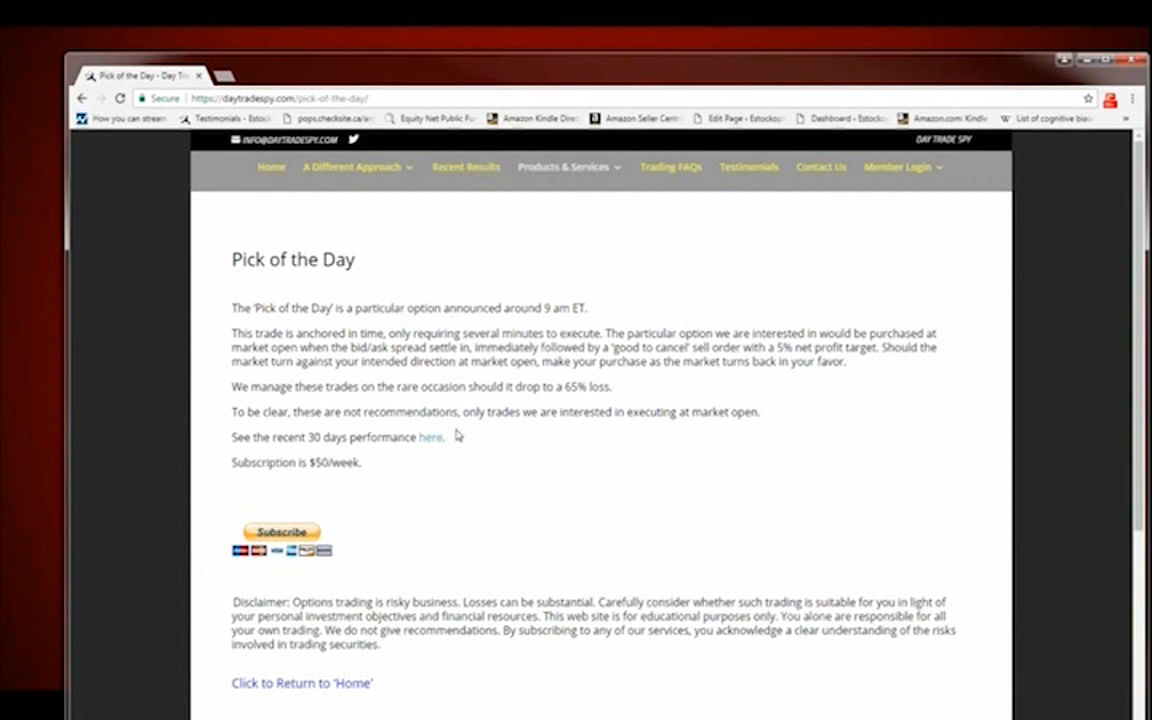 Pick of the Day - Day Tra
Secure https://daytradespy.com/pick-of-the-day/
How you can stream Testimonials - Estock pops.checksite.ca/ar Equity Net Public Fu Amazon Kindle Direc Amazon Seller Centr Edit Page ‹ Estockop Dashboard ‹ Estocko Amazon.com: Kindle List of cognitive bias »
INFO@DAYTRADESPY.COM DAY TRADE SPY
Home A Different Approach Recent Results Products & Services Trading FAQs Testimonials Contact Us Member Login
Pick of the Day
The 'Pick of the Day' is a particular option announced around 9 am ET.
This trade is anchored in time, only requiring several minutes to execute. The particular option we are interested in would be purchased at
market open when the bid/ask spread settle in, immediately followed by a 'good to cancel' sell order with a 5% net profit target. Should the
market turn against your intended direction at market open, make your purchase as the market turns back in your favor.
We manage these trades on the rare occasion should it drop to a 65% loss.
To be clear, these are not recommendations, only trades we are interested in executing at market open.
See the recent 30 days performance here.
Subscription is $50/week.
Subscribe
VISA
Disclaimer: Options trading is risky business. Losses can be substantial. Carefully consider whether such trading is suitable for you in light of
your personal investment objectives and financial resources. This web site is for educational purposes only. You alone are responsible for
all your own trading. We do not give recommendations. By subscribing to any of our services, you acknowledge a clear understanding of the risks
involved in trading securities.
Click to Return to 'Home'